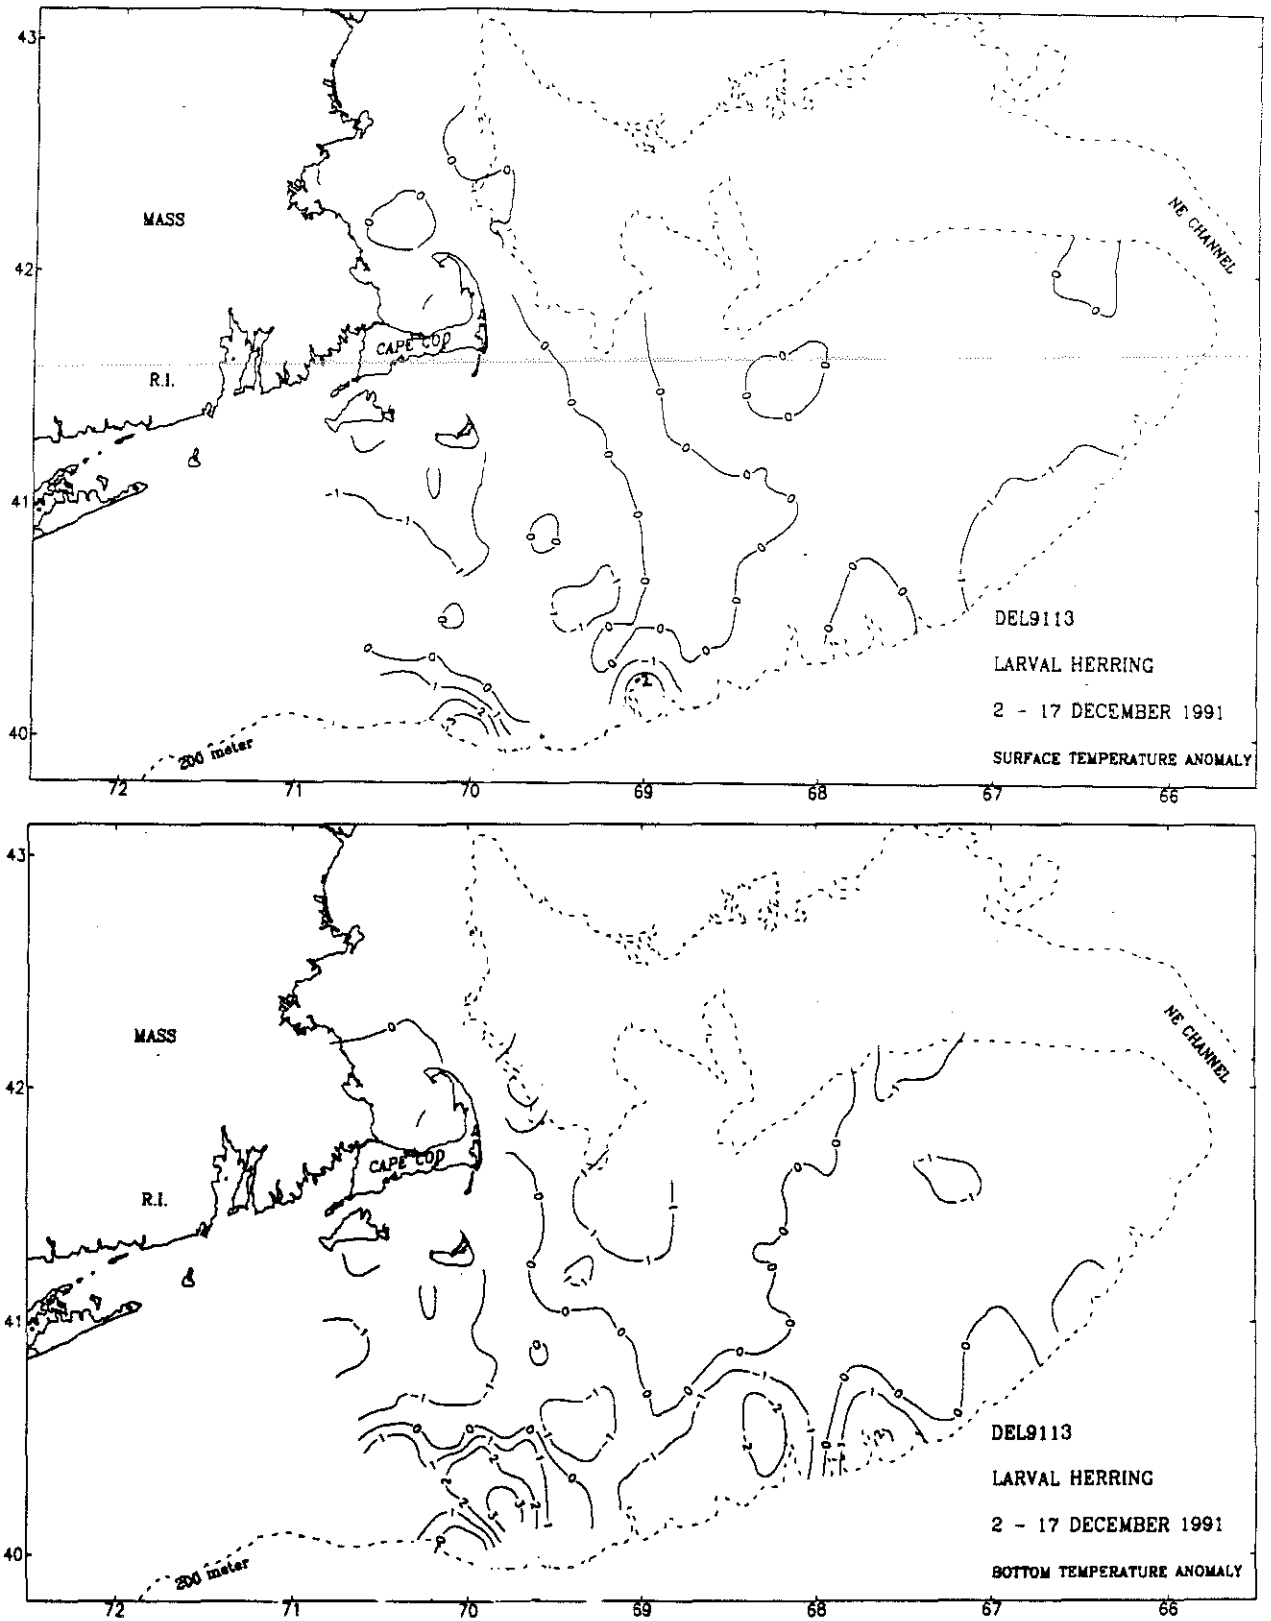 43
MASS
NE CHANNEL
42
CAPE COD
R.I.
41
DEL9113
LARVAL HERRING
2 - 17 DECEMBER 1991
40
200 meter
SURFACE TEMPERATURE ANOMALY
72 71 70 69 68 67 66
43
MASS
NE CHANNEL
42
CAPE COD
R.I.
41
DEL9113
LARVAL HERRING
2 - 17 DECEMBER 1991
40
200 meter
BOTTOM TEMPERATURE ANOMALY
72 71 70 69 68 67 66